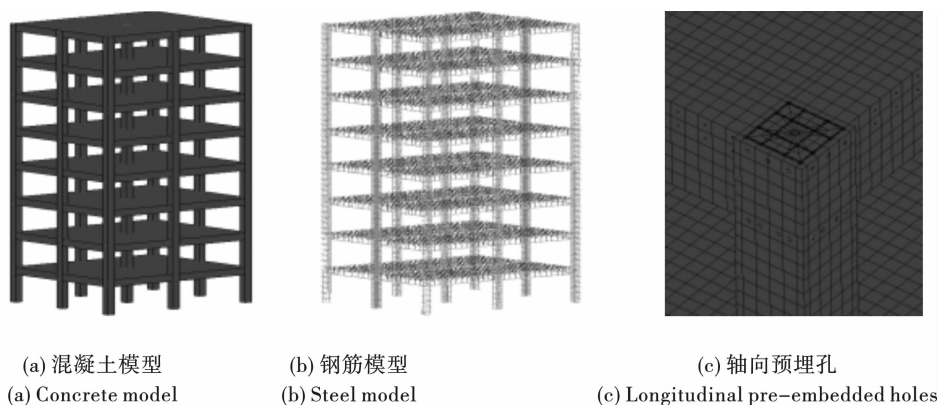 (a) 混凝土模型
(b) 钢筋模型
(c) 轴向预埋孔
(a) Concrete model
(b) Steel model
(c) Longitudinal pre-embedded holes